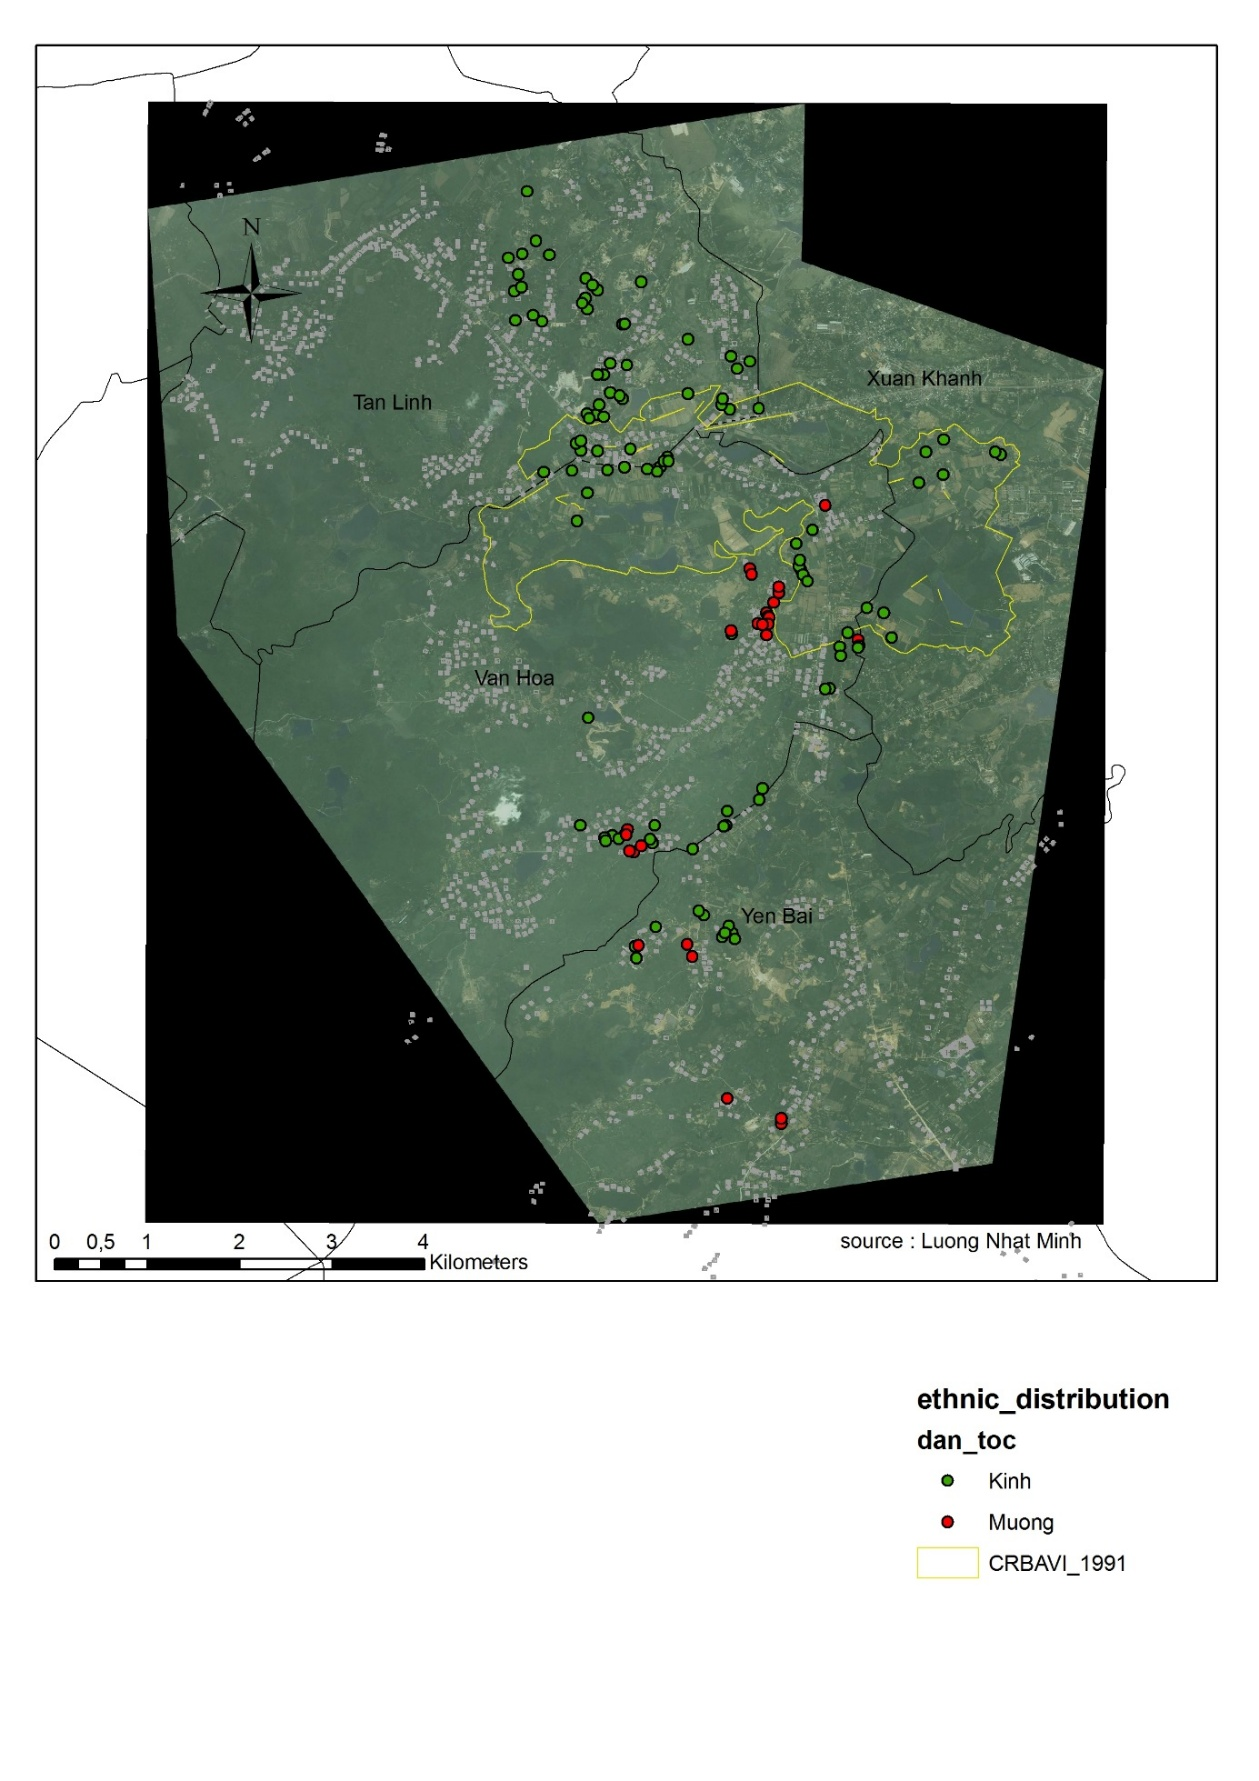 N
Xuan Khanh
Tan Linh
Van Hoa
Yen Bai
0 0,5 1 2 3 4
Kilometers
source : Luong Nhat Minh
ethnic_distribution
dan_toc
Kinh
Muong
CRBAVI_1991